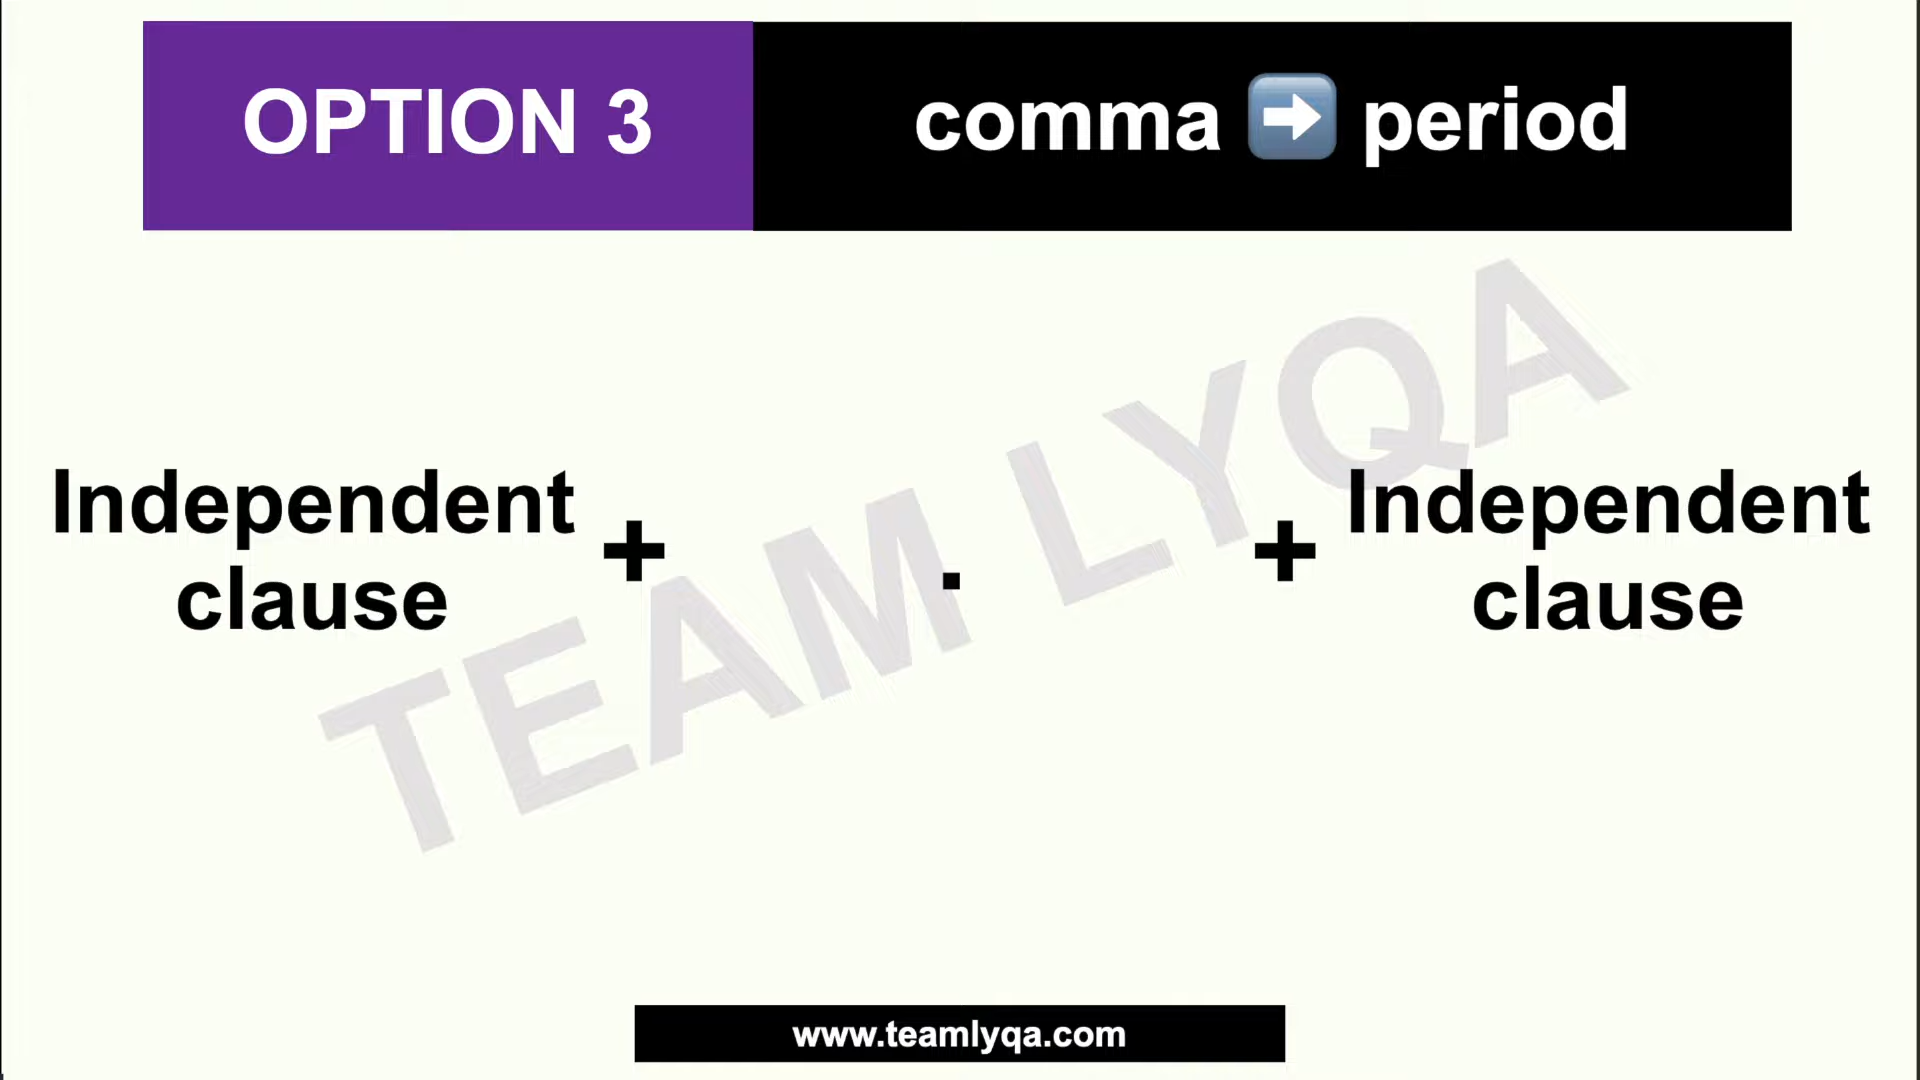 OPTION 3
comma ➡️ period
Independent clause + . + Independent clause
TEAM LYQA
www.teamlyqa.com